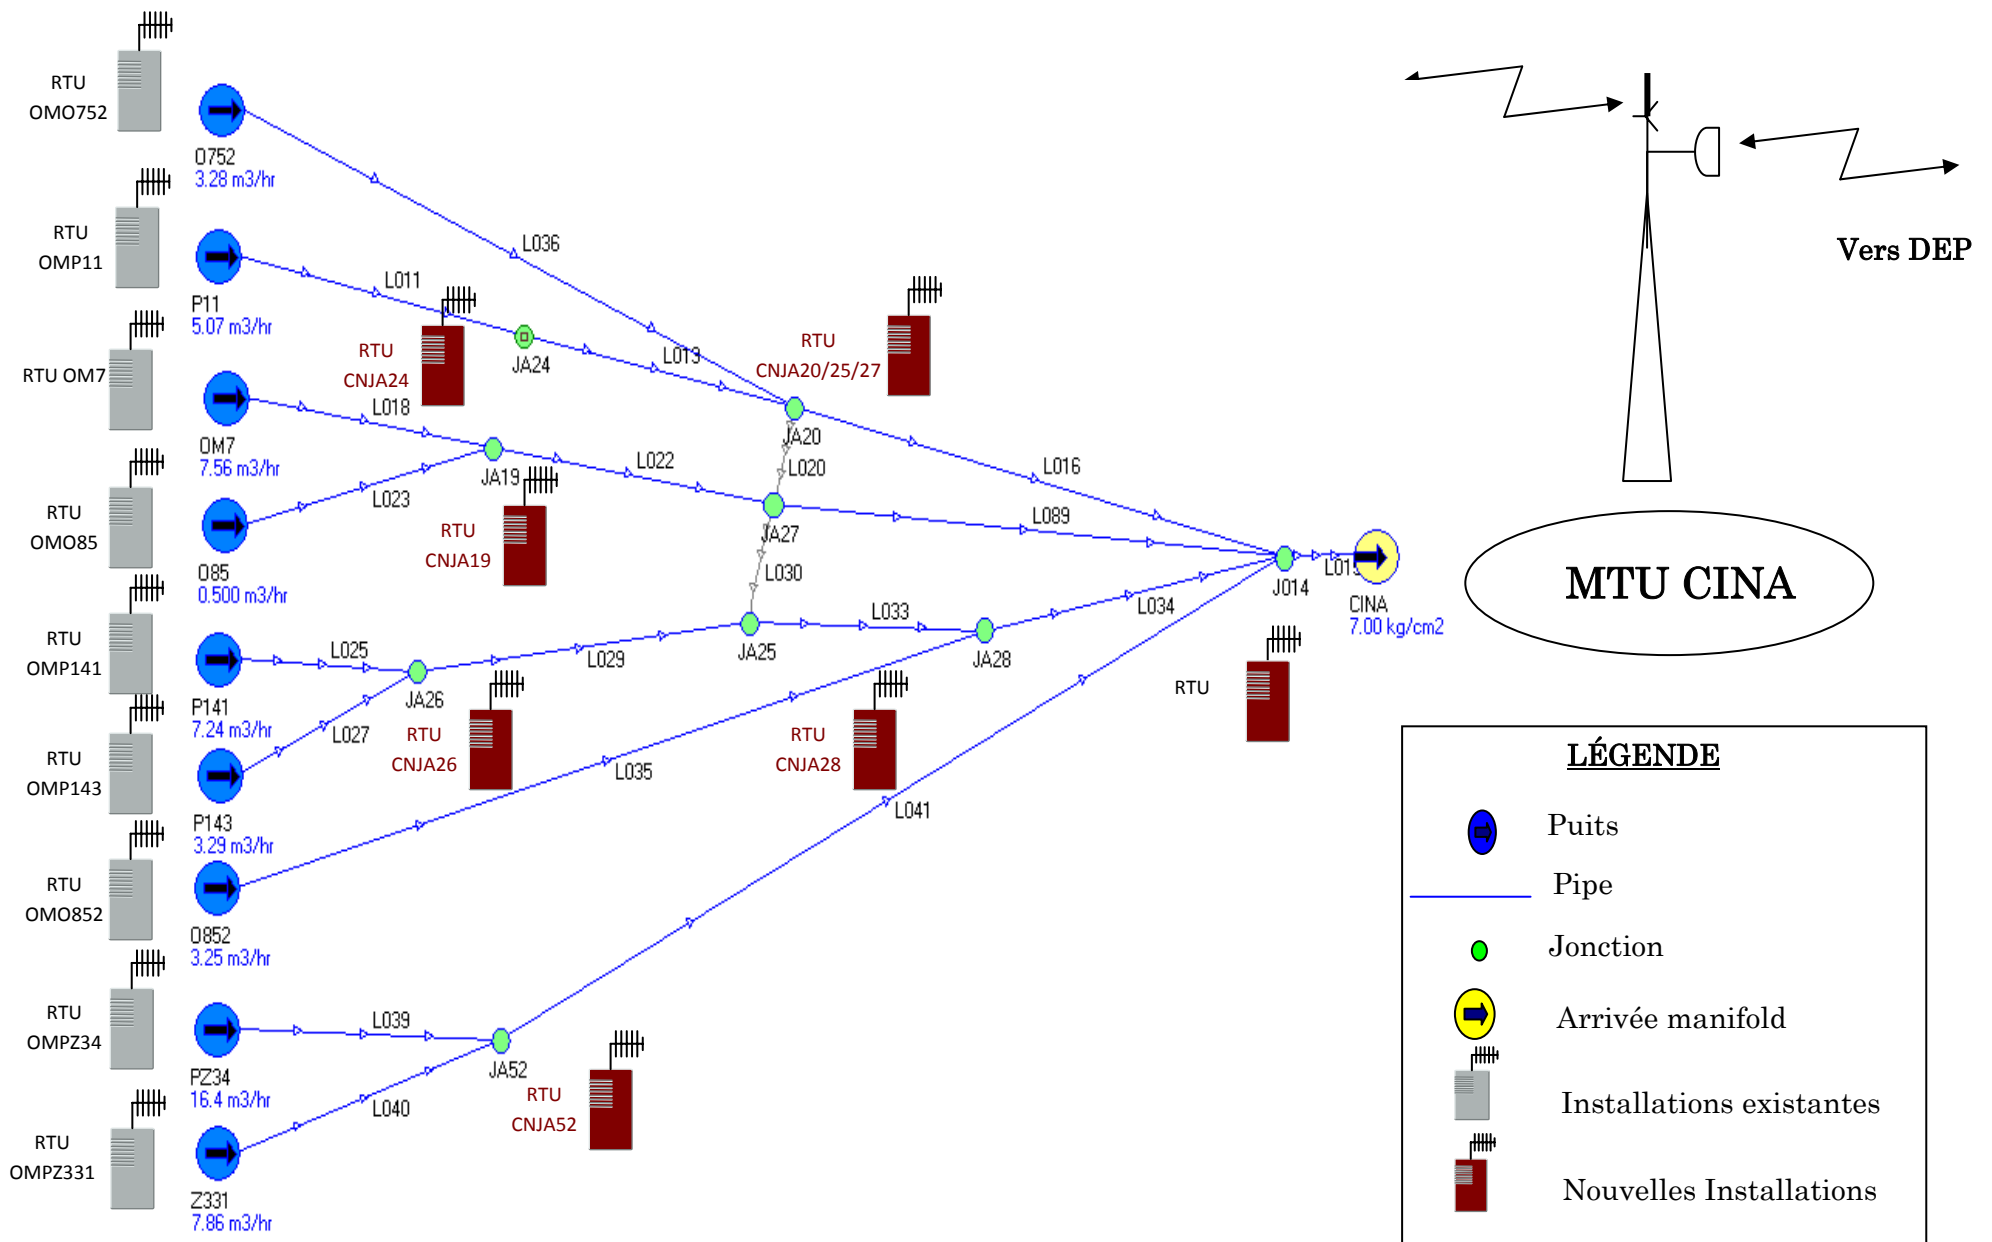 RTU
OMO752
O752
3.28 m3/hr
RTU
OMP11
P11
5.07 m3/hr
RTU OM7
OM7
7.56 m3/hr
RTU
OMO85
O85
0.500 m3/hr
RTU
OMP141
P141
7.24 m3/hr
RTU
OMP143
P143
3.29 m3/hr
RTU
OMO852
O852
3.25 m3/hr
RTU
OMPZ34
PZ34
16.4 m3/hr
RTU
OMPZ331
Z331
7.86 m3/hr
L036
L011
RTU
CNJA24
JA24
L013
RTU
CNJA20/25/27
JA20
L018
L023
JA19
RTU
CNJA19
L022
L020
JA27
L016
L089
L030
L025
L027
JA26
RTU
CNJA26
L029
JA25
L033
JA28
RTU
CNJA28
L034
L035
L041
L039
L040
JA52
RTU
CNJA52
J014
RTU
CINA
7.00 kg/cm2
Vers DEP
MTU CINA
LÉGENDE
Puits
Pipe
Jonction
Arrivée manifold
Installations existantes
Nouvelles Installations